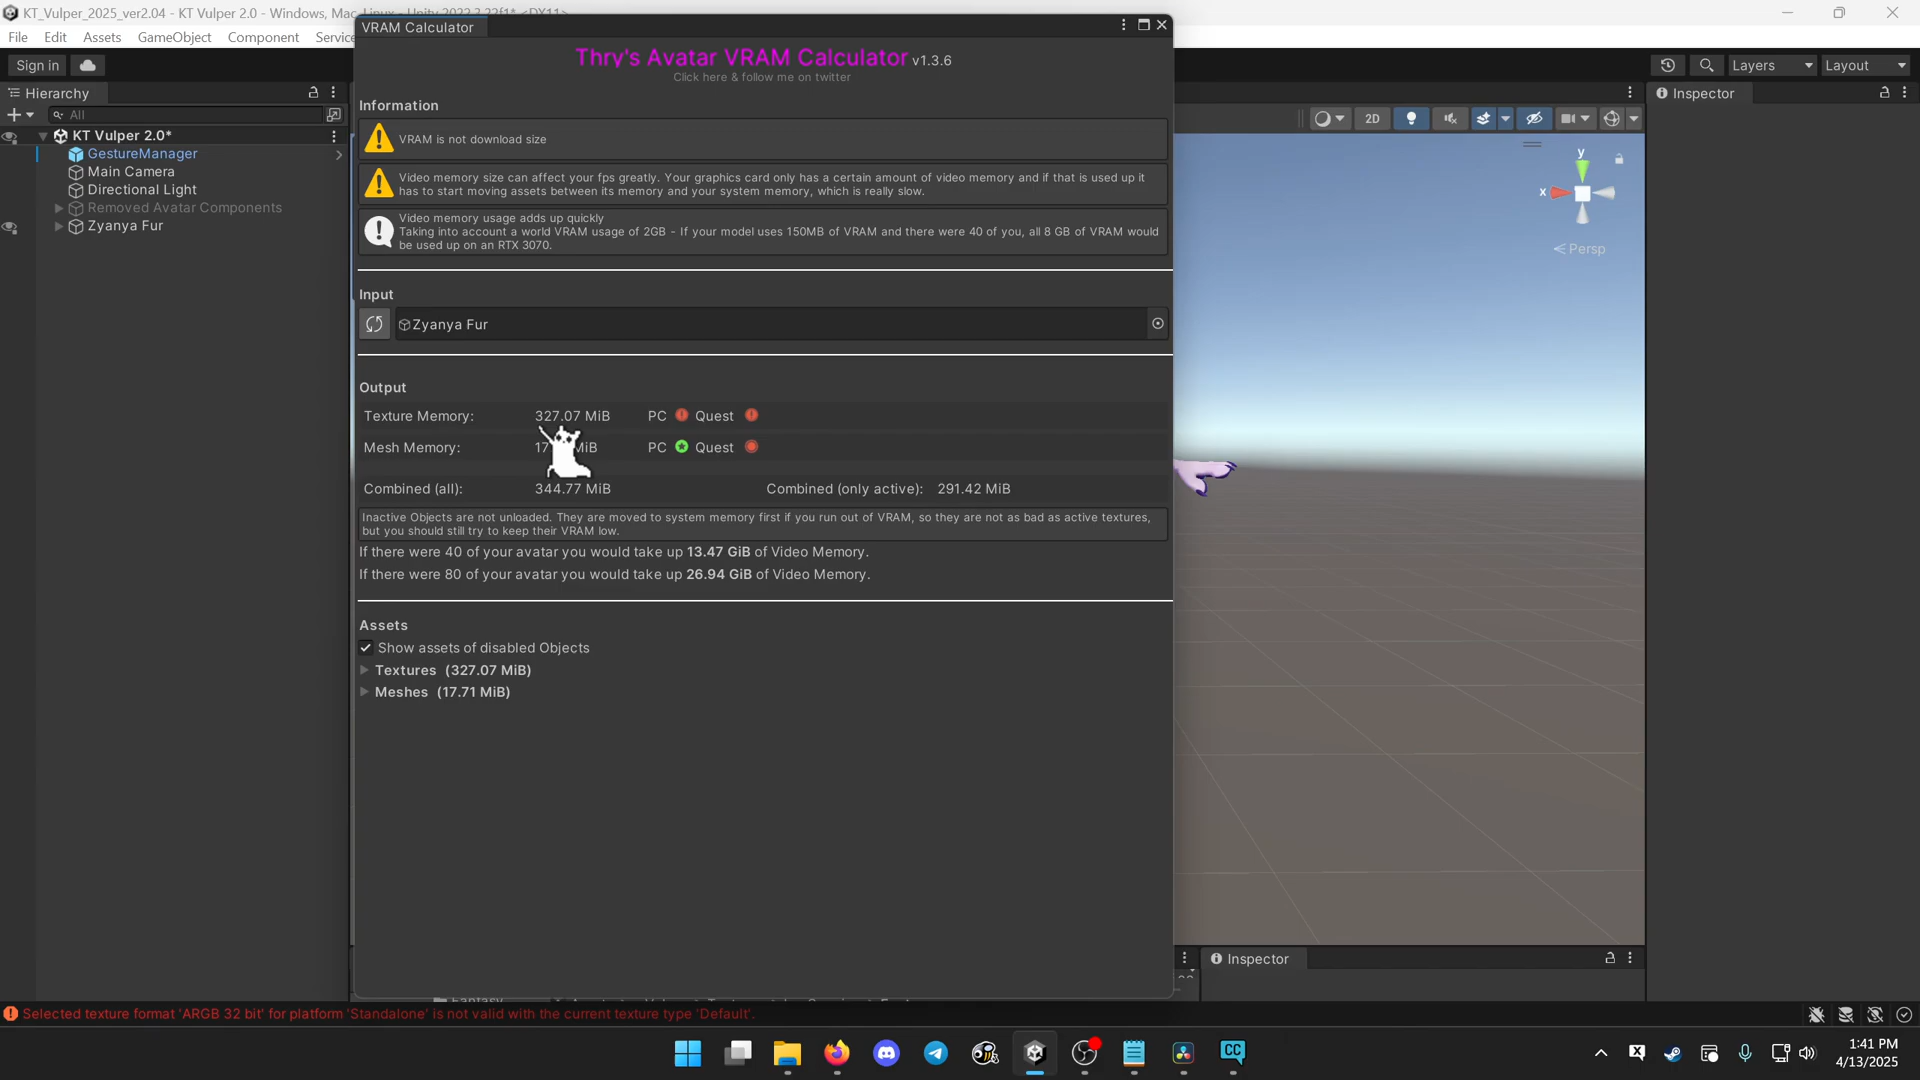 KT_Vulper_2025_ver2.04 - KT Vulper 2.0 - Windows, Mac, Linux - Unity 2022.3.22f1* <DX11>
File Edit Assets GameObject Component Servic
Sign in
Layers
Layout
Hierarchy
All
KT Vulper 2.0*
GestureManager
Main Camera
Directional Light
Removed Avatar Components
Zyanya Fur
VRAM Calculator
Thry's Avatar VRAM Calculator v1.3.6
Click here & follow me on twitter
Information
VRAM is not download size
Video memory size can affect your fps greatly. Your graphics card only has a certain amount of video memory and if that is used up it
has to start moving assets between its memory and your system memory, which is really slow.
Video memory usage adds up quickly
Taking into account a world VRAM usage of 2GB - If your model uses 150MB of VRAM and there were 40 of you, all 8 GB of VRAM would
be used up on an RTX 3070.
Input
Zyanya Fur
Output
Texture Memory: 327.07 MiB PC Quest
Mesh Memory: 17 MiB PC Quest
Combined (all): 344.77 MiB Combined (only active): 291.42 MiB
Inactive Objects are not unloaded. They are moved to system memory first if you run out of VRAM, so they are not as bad as active textures,
but you should still try to keep their VRAM low.
If there were 40 of your avatar you would take up 13.47 GiB of Video Memory.
If there were 80 of your avatar you would take up 26.94 GiB of Video Memory.
Assets
Show assets of disabled Objects
Textures (327.07 MiB)
Meshes (17.71 MiB)
2D
y
x
Persp
Inspector
Inspector
Fantasy
Selected texture format 'ARGB 32 bit' for platform 'Standalone' is not valid with the current texture type 'Default'.
CC
1:41 PM
4/13/2025